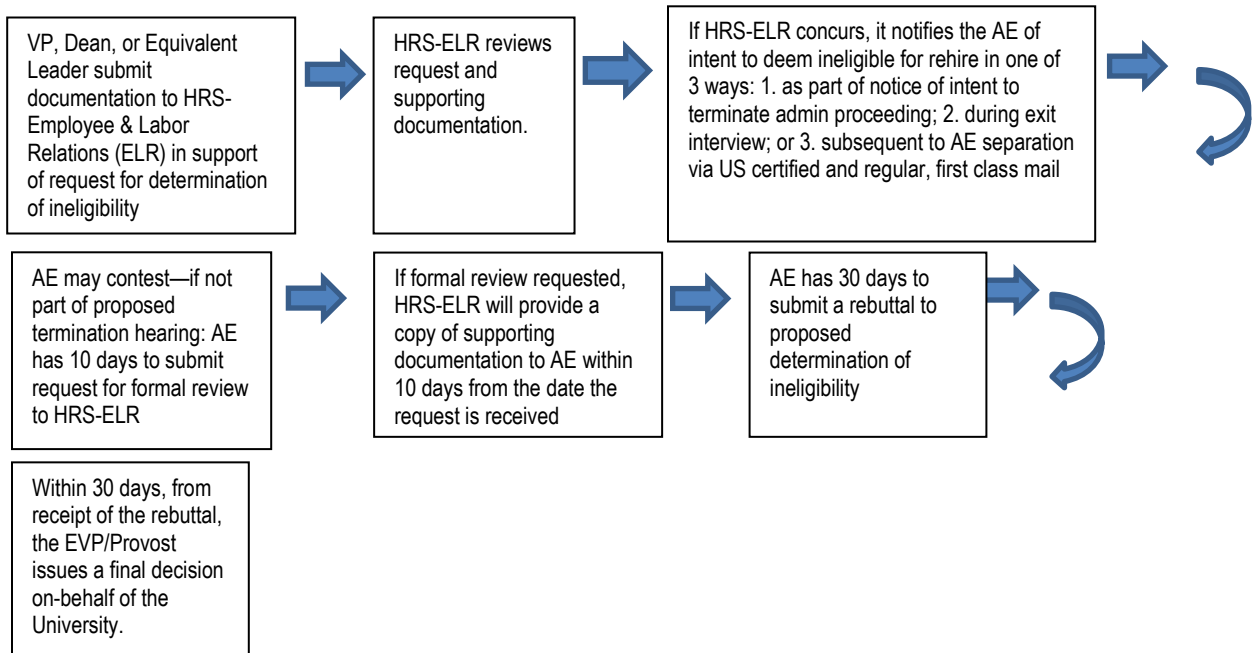 VP, Dean, or Equivalent
Leader submit
documentation to HRS-
Employee & Labor
Relations (ELR) in support
of request for determination
of ineligibility
HRS-ELR reviews
request and
supporting
documentation.
If HRS-ELR concurs, it notifies the AE of
intent to deem ineligible for rehire in one of
3 ways: 1. as part of notice of intent to
terminate admin proceeding; 2. during exit
interview; or 3. subsequent to AE separation
via US certified and regular, first class mail
AE may contest—if not
part of proposed
termination hearing: AE
has 10 days to submit
request for formal review
to HRS-ELR
If formal review requested,
HRS-ELR will provide a
copy of supporting
documentation to AE within
10 days from the date the
request is received
AE has 30 days to
submit a rebuttal to
proposed
determination of
ineligibility
Within 30 days, from
receipt of the rebuttal,
the EVP/Provost
issues a final decision
on-behalf of the
University.